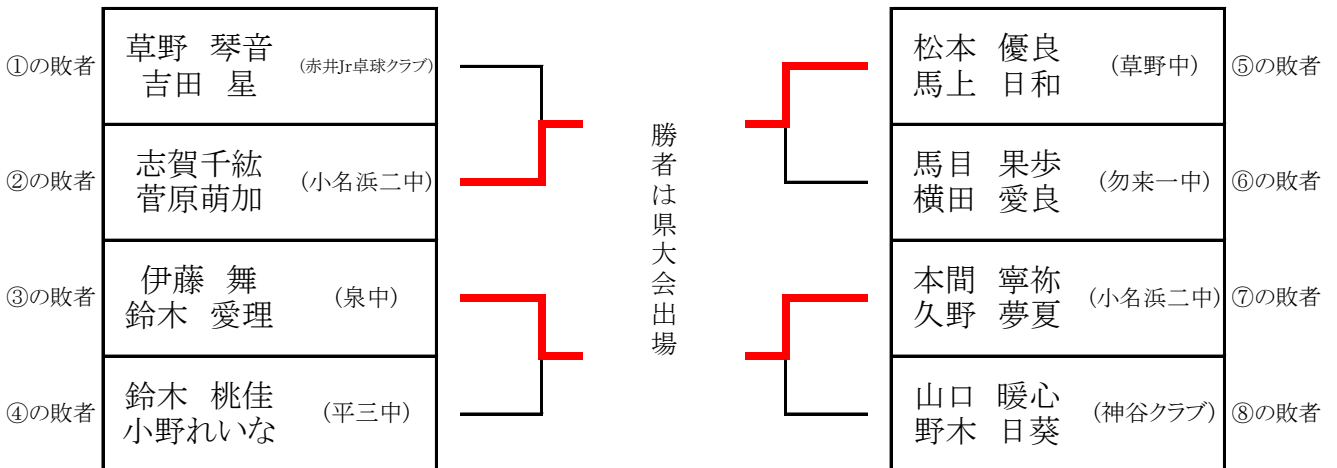 ①の敗者
草野 琴音
吉田 星
(赤井Jr卓球クラブ)
②の敗者
志賀千紘
菅原萌加
(小名浜二中)
③の敗者
伊藤 舞
鈴木 愛理
(泉中)
④の敗者
鈴木 桃佳
小野れいな
(平三中)
勝者は県大会出場
松本 優良
馬上 日和
(草野中)
⑤の敗者
馬目 果歩
横田 愛良
(勿来一中)
⑥の敗者
本間 寧祢
久野 夢夏
(小名浜二中)
⑦の敗者
山口 暖心
野木 日葵
(神谷クラブ)
⑧の敗者